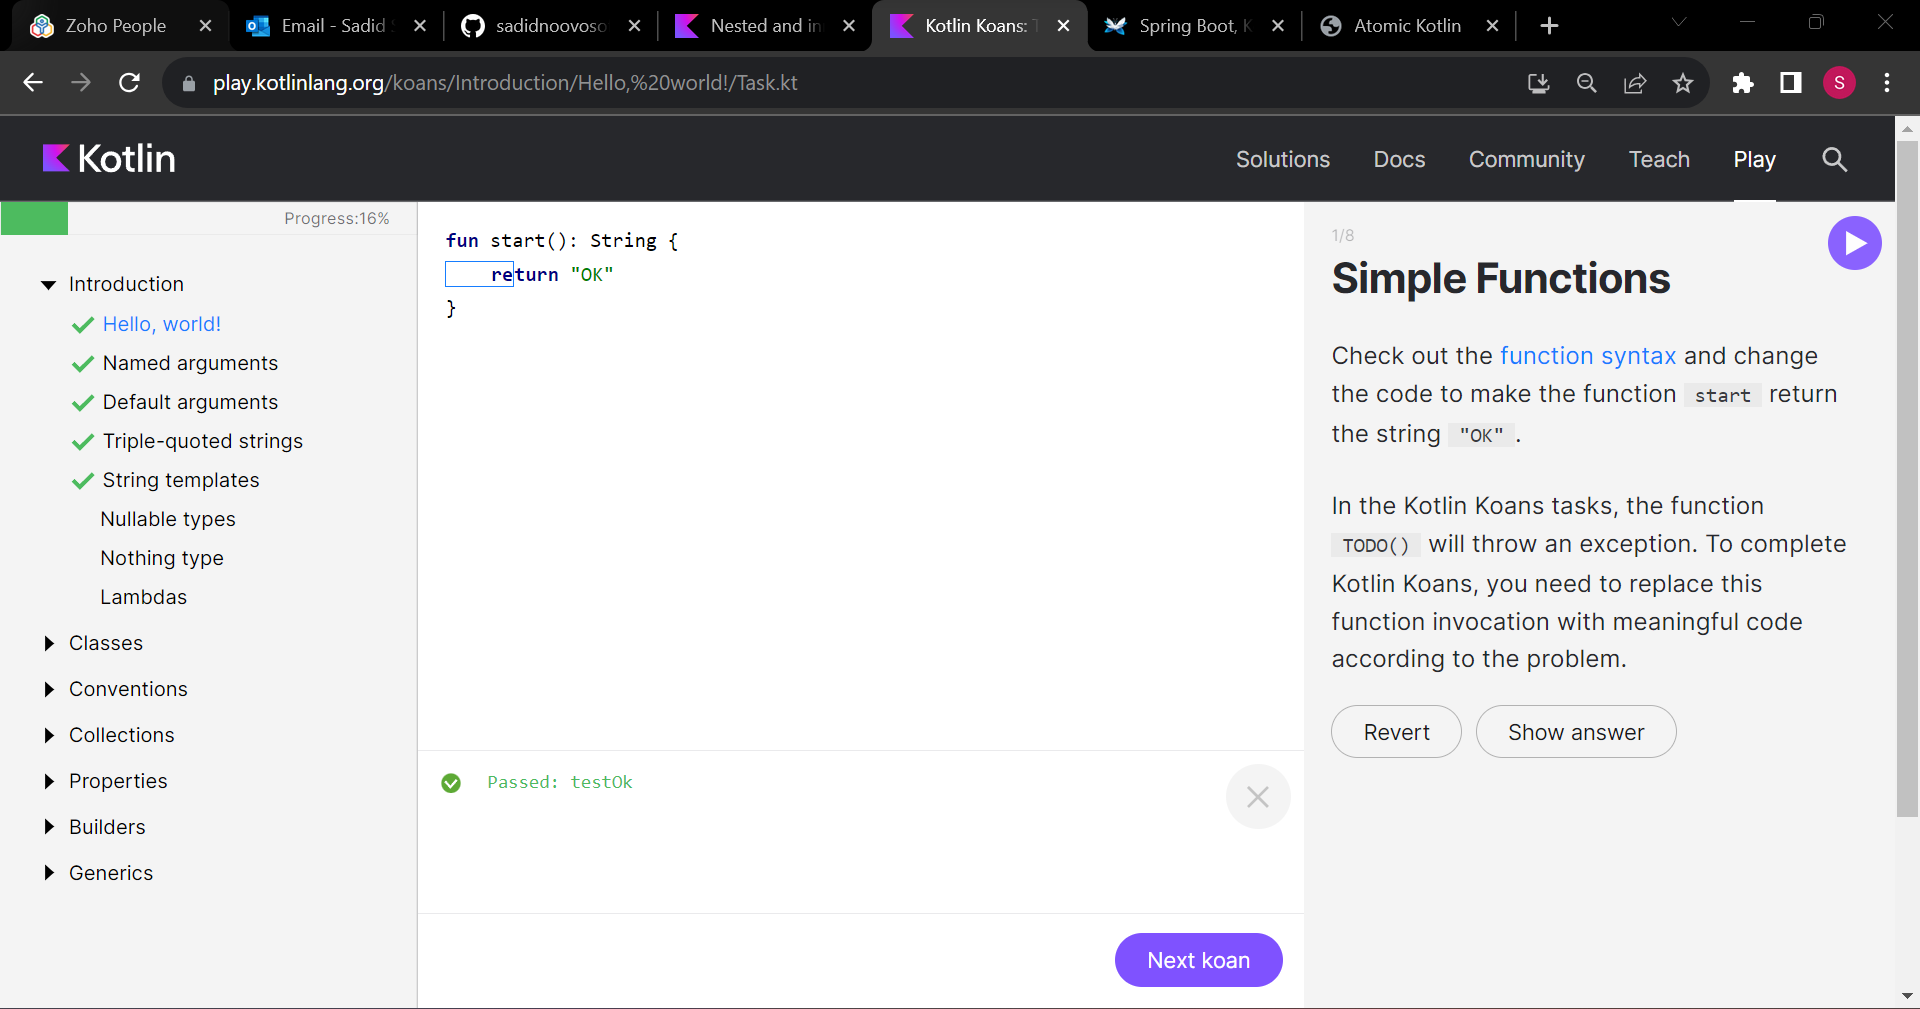 Zoho People
Email - Sadid
sadidnoovoso
Nested and in
Kotlin Koans:
Spring Boot, K
Atomic Kotlin
play.kotlinlang.org/koans/Introduction/Hello,%20world!/Task.kt
S
Kotlin
Solutions
Docs
Community
Teach
Play
Progress:16%
Introduction
Hello, world!
Named arguments
Default arguments
Triple-quoted strings
String templates
Nullable types
Nothing type
Lambdas
Classes
Conventions
Collections
Properties
Builders
Generics
fun start(): String {
return "OK"
}
Passed: testOk
Next koan
1/8
Simple Functions
Check out the function syntax and change
the code to make the function start return
the string "OK".
In the Kotlin Koans tasks, the function
TODO() will throw an exception. To complete
Kotlin Koans, you need to replace this
function invocation with meaningful code
according to the problem.
Revert
Show answer